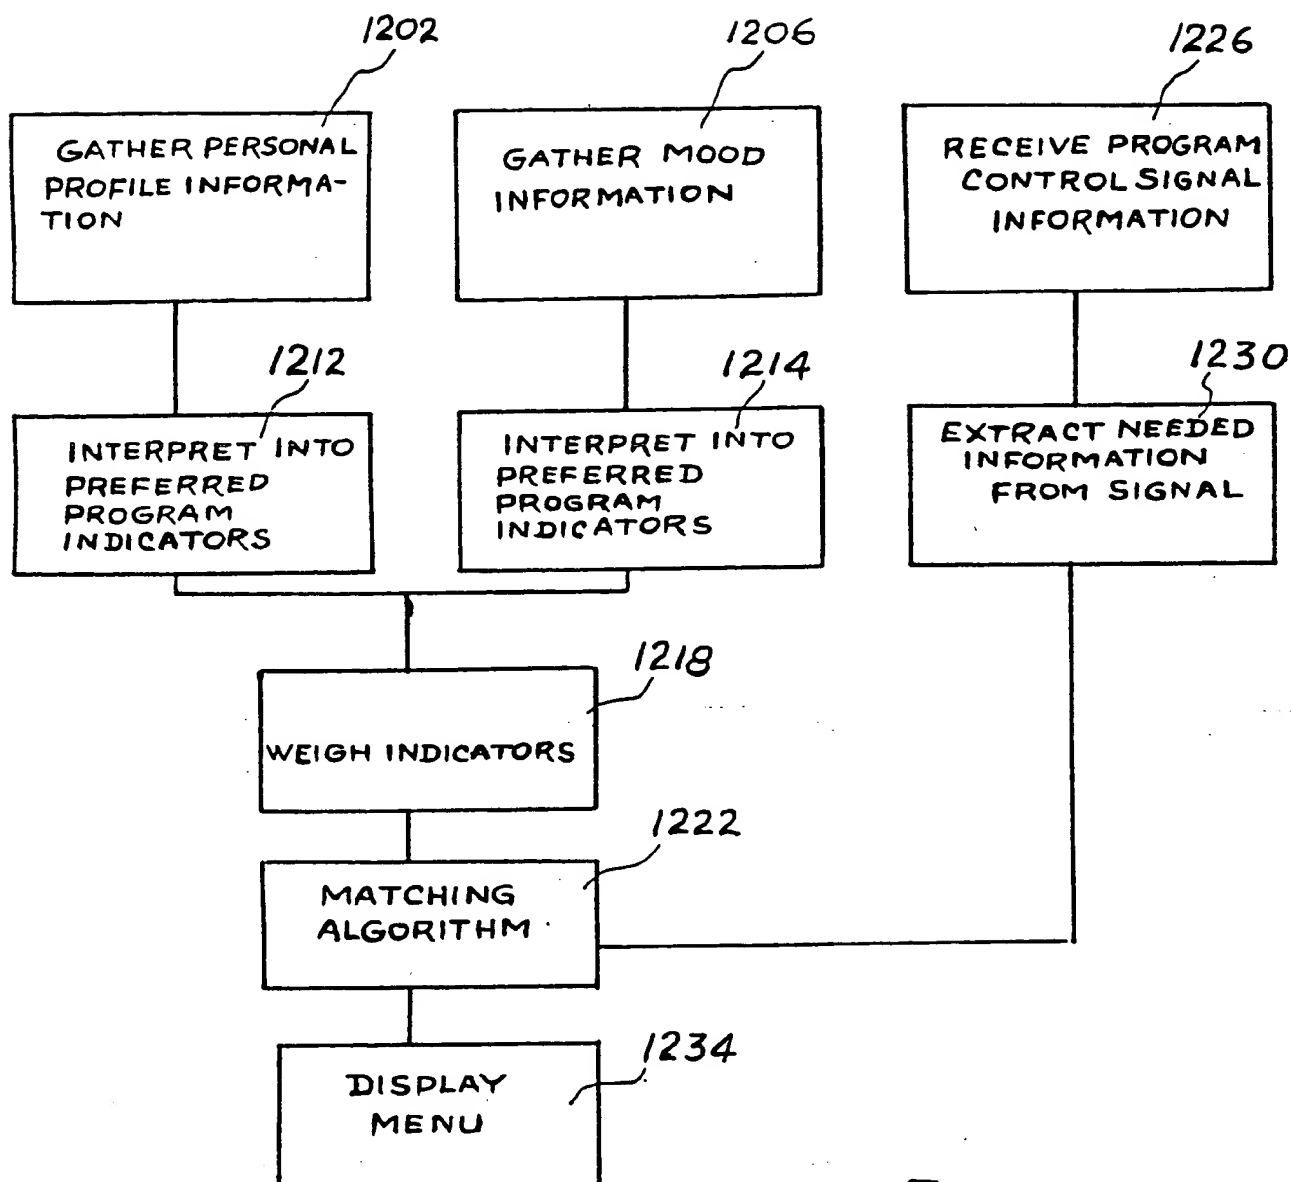 1202
GATHER PERSONAL
PROFILE INFORMA-
TION
1206
GATHER MOOD
INFORMATION
1226
RECEIVE PROGRAM
CONTROL SIGNAL
INFORMATION
1212
INTERPRET INTO
PREFERRED
PROGRAM
INDICATORS
1214
INTERPRET INTO
PREFERRED
PROGRAM
INDICATORS
1230
EXTRACT NEEDED
INFORMATION
FROM SIGNAL
1218
WEIGH INDICATORS
1222
MATCHING
ALGORITHM
1234
DISPLAY
MENU